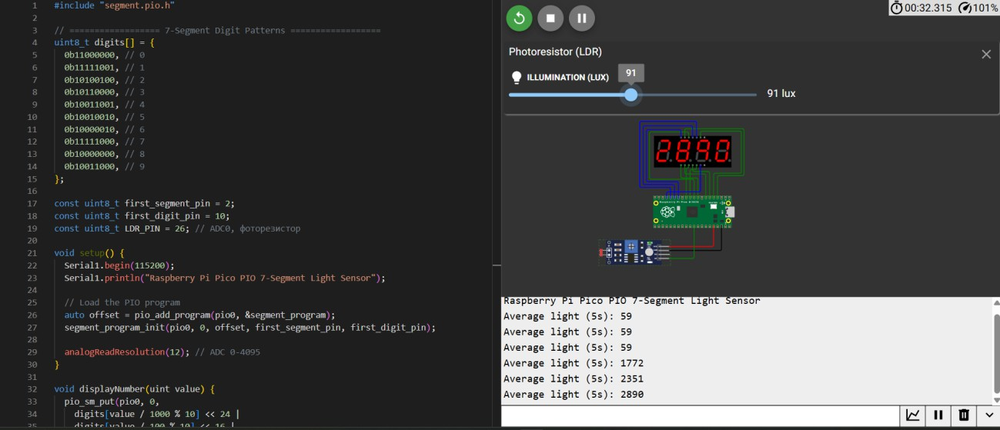 1 #include "segment.pio.h"
2
3 // ================== 7-Segment Digit Patterns ==================
4 uint8_t digits[] = {
5 0b11000000, // 0
6 0b11111001, // 1
7 0b10100100, // 2
8 0b10110000, // 3
9 0b10011001, // 4
10 0b10010010, // 5
11 0b10000010, // 6
12 0b11111000, // 7
13 0b10000000, // 8
14 0b10011000, // 9
15 };
16
17 const uint8_t first_segment_pin = 2;
18 const uint8_t first_digit_pin = 10;
19 const uint8_t LDR_PIN = 26; // ADC0, фоторезистор
20
21 void setup() {
22 Serial1.begin(115200);
23 Serial1.println("Raspberry Pi Pico PIO 7-Segment Light Sensor");
24
25 // Load the PIO program
26 auto offset = pio_add_program(pio0, &segment_program);
27 segment_program_init(pio0, 0, offset, first_segment_pin, first_digit_pin);
28
29 analogReadResolution(12); // ADC 0-4095
30 }
31
32 void displayNumber(uint value) {
33 pio_sm_put(pio0, 0,
34 digits[value / 1000 % 10] << 24 |
35 digits[value / 100 % 10] << 16 |
00:32.315 101%
Photoresistor (LDR)
ILLUMINATION (LUX)
91
91 lux
2890
Raspberry Pi Pico
Raspberry Pi Pico PIO 7-Segment Light Sensor
Average light (5s): 59
Average light (5s): 59
Average light (5s): 59
Average light (5s): 1772
Average light (5s): 2351
Average light (5s): 2890